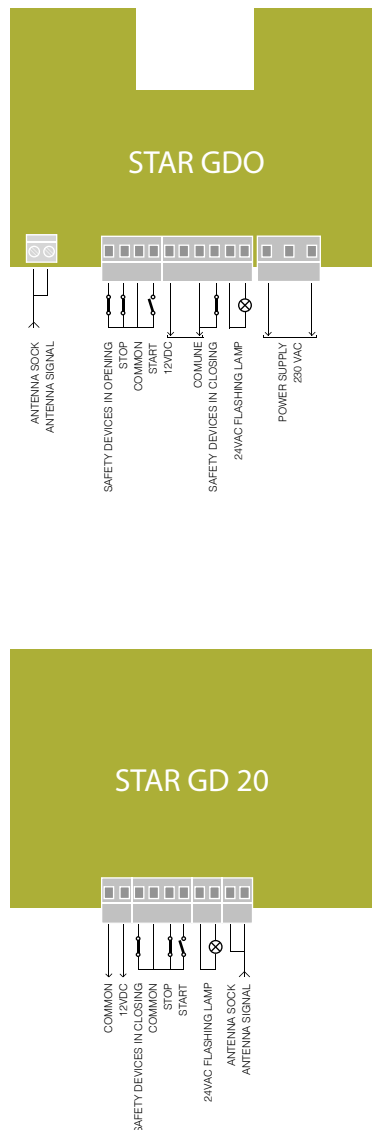 STAR GDO
ANTENNA SOCK
ANTENNA SIGNAL
SAFETY DEVICES IN OPENING
STOP
COMMON
START
12VDC
COMUNE
SAFETY DEVICES IN CLOSING
24VAC FLASHING LAMP
POWER SUPPLY
230 VAC
STAR GD 20
COMMON
12VDC
SAFETY DEVICES IN CLOSING
COMMON
STOP
START
24VAC FLASHING LAMP
ANTENNA SOCK
ANTENNA SIGNAL